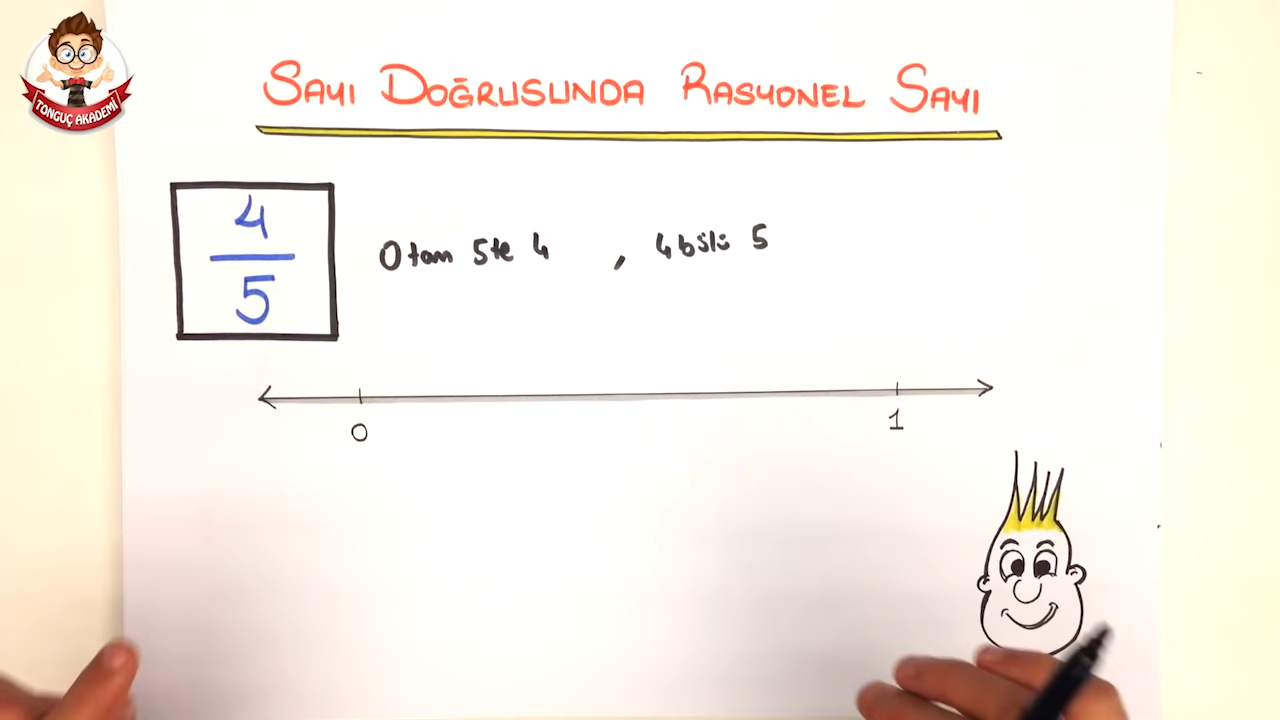 TONGUÇ AKADEMİ
SAYI DOĞRUSUNDA RASYONEL SAYI
4
5
0 tam 5te 4 , 4 bölü 5
0 1